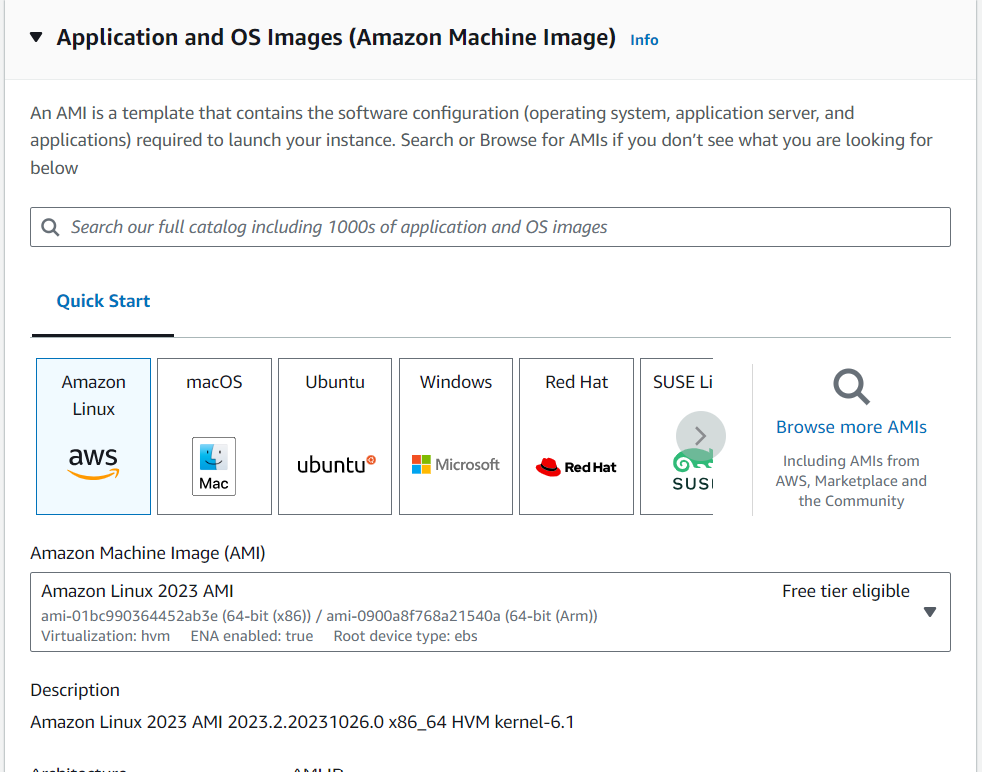 Application and OS Images (Amazon Machine Image) Info
An AMI is a template that contains the software configuration (operating system, application server, and
applications) required to launch your instance. Search or Browse for AMIs if you don’t see what you are looking for
below
Search our full catalog including 1000s of application and OS images
Quick Start
Amazon
Linux
aws
macOS
Mac
Ubuntu
ubuntu
Windows
Microsoft
Red Hat
Red Hat
SUSE Li
SUS
Browse more AMIs
Including AMIs from
AWS, Marketplace and
the Community
Amazon Machine Image (AMI)
Amazon Linux 2023 AMI
Free tier eligible
ami-01bc990364452ab3e (64-bit (x86)) / ami-0900a8f768a21540a (64-bit (Arm))
Virtualization: hvm ENA enabled: true Root device type: ebs
Description
Amazon Linux 2023 AMI 2023.2.20231026.0 x86_64 HVM kernel-6.1